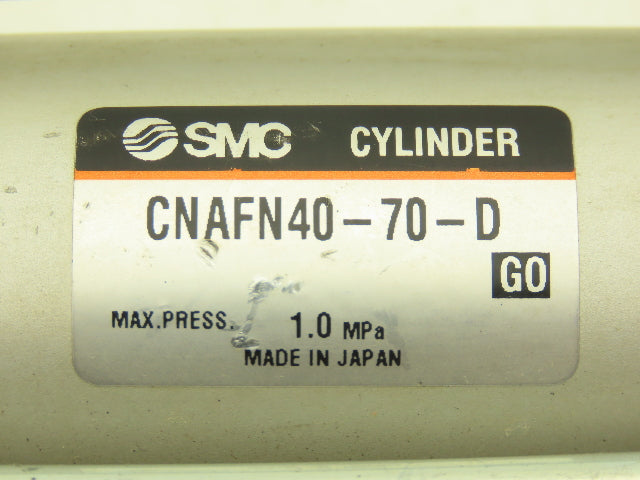 SMC CYLINDER
CNAFN40-70-D
GO
MAX.PRESS. 1.0 MPa
MADE IN JAPAN